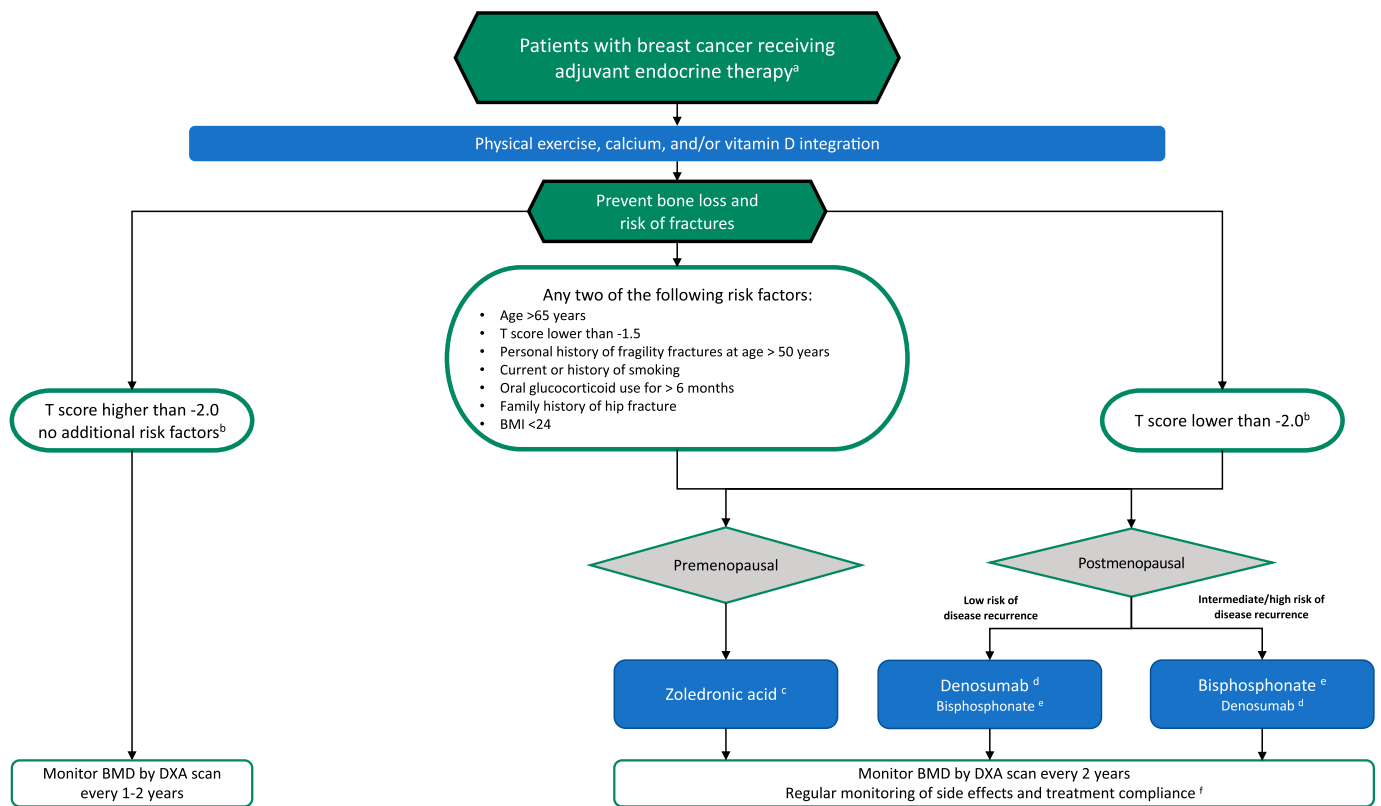 Patients with breast cancer receiving
adjuvant endocrine therapyᵃ
Physical exercise, calcium, and/or vitamin D integration
Prevent bone loss and
risk of fractures
Any two of the following risk factors:
• Age >65 years
• T score lower than -1.5
• Personal history of fragility fractures at age > 50 years
• Current or history of smoking
• Oral glucocorticoid use for > 6 months
• Family history of hip fracture
• BMI <24
T score higher than -2.0
no additional risk factorsᵇ
T score lower than -2.0ᵇ
Premenopausal
Postmenopausal
Low risk of
disease recurrence
Intermediate/high risk of
disease recurrence
Zoledronic acid ᶜ
Denosumab ᵈ
Bisphosphonate ᵉ
Bisphosphonate ᵉ
Denosumab ᵈ
Monitor BMD by DXA scan
every 1-2 years
Monitor BMD by DXA scan every 2 years
Regular monitoring of side effects and treatment compliance ᶠ